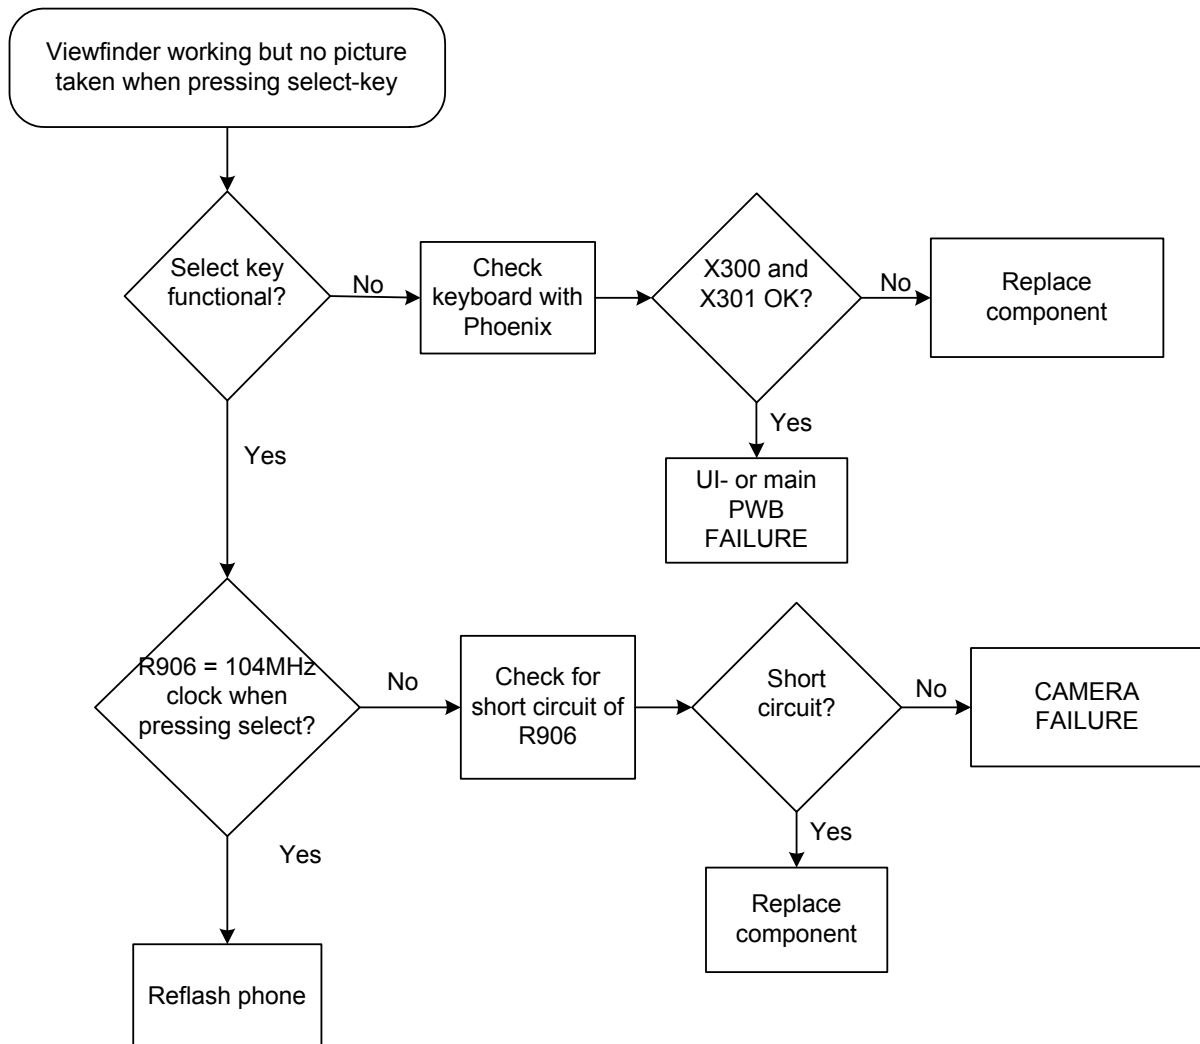 Viewfinder working but no picture
taken when pressing select-key
Select key
functional?
No
Check
keyboard with
Phoenix
X300 and
X301 OK?
No
Replace
component
Yes
UI- or main
PWB
FAILURE
Yes
R906 = 104MHz
clock when
pressing select?
No
Check for
short circuit of
R906
Short
circuit?
No
CAMERA
FAILURE
Yes
Replace
component
Yes
Reflash phone